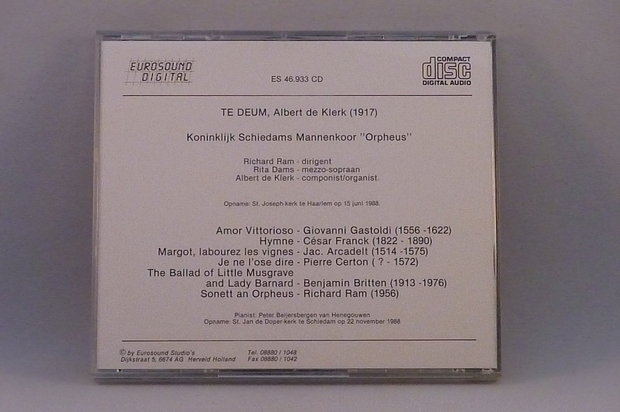 EUROSOUND
DIGITAL
ES 46.933 CD
COMPACT
disc
DIGITAL AUDIO
TE DEUM, Albert de Klerk (1917)
Koninklijk Schiedams Mannenkoor "Orpheus"
Richard Ram - dirigent
Rita Dams - mezzo-sopraan
Albert de Klerk - componist/organist.
Opname: St. Joseph-kerk te Haarlem op 15 juni 1988.
Amor Vittorioso - Giovanni Gastoldi (1556 -1622)
Hymne - César Franck (1822 - 1890)
Margot, labourez les vignes - Jac. Arcadelt (1514 -1575)
Je ne l'ose dire - Pierre Certon ( ? - 1572)
The Ballad of Little Musgrave
and Lady Barnard - Benjamin Britten (1913 -1976)
Sonett an Orpheus - Richard Ram (1956)
Pianist: Peter Beijersbergen van Henegouwen
Opname: St. Jan de Doper-kerk te Schiedam op 22 november 1988
© by Eurosound Studio's Tel. 08880 / 1048
Dijkstraat 5, 6674 AG Herveld Holland Fax 08880 / 1042